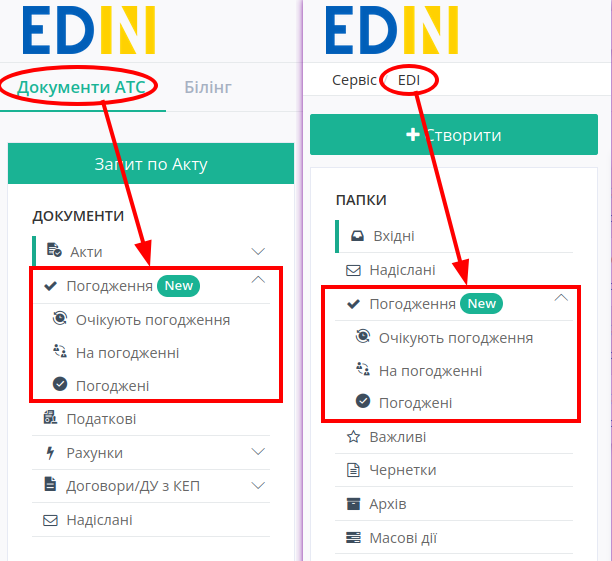 EDIN
Документи АТС Білінг
Запит по Акту
ДОКУМЕНТИ
Акти
Погодження New
Очікують погодження
На погодженні
Погоджені
Податкові
Рахунки
Договори/ДУ з КЕП
Надіслані
EDIN
Сервіс EDI
Створити
ПАПКИ
Вхідні
Надіслані
Погодження New
Очікують погодження
На погодженні
Погоджені
Важливі
Чернетки
Архів
Масові дії